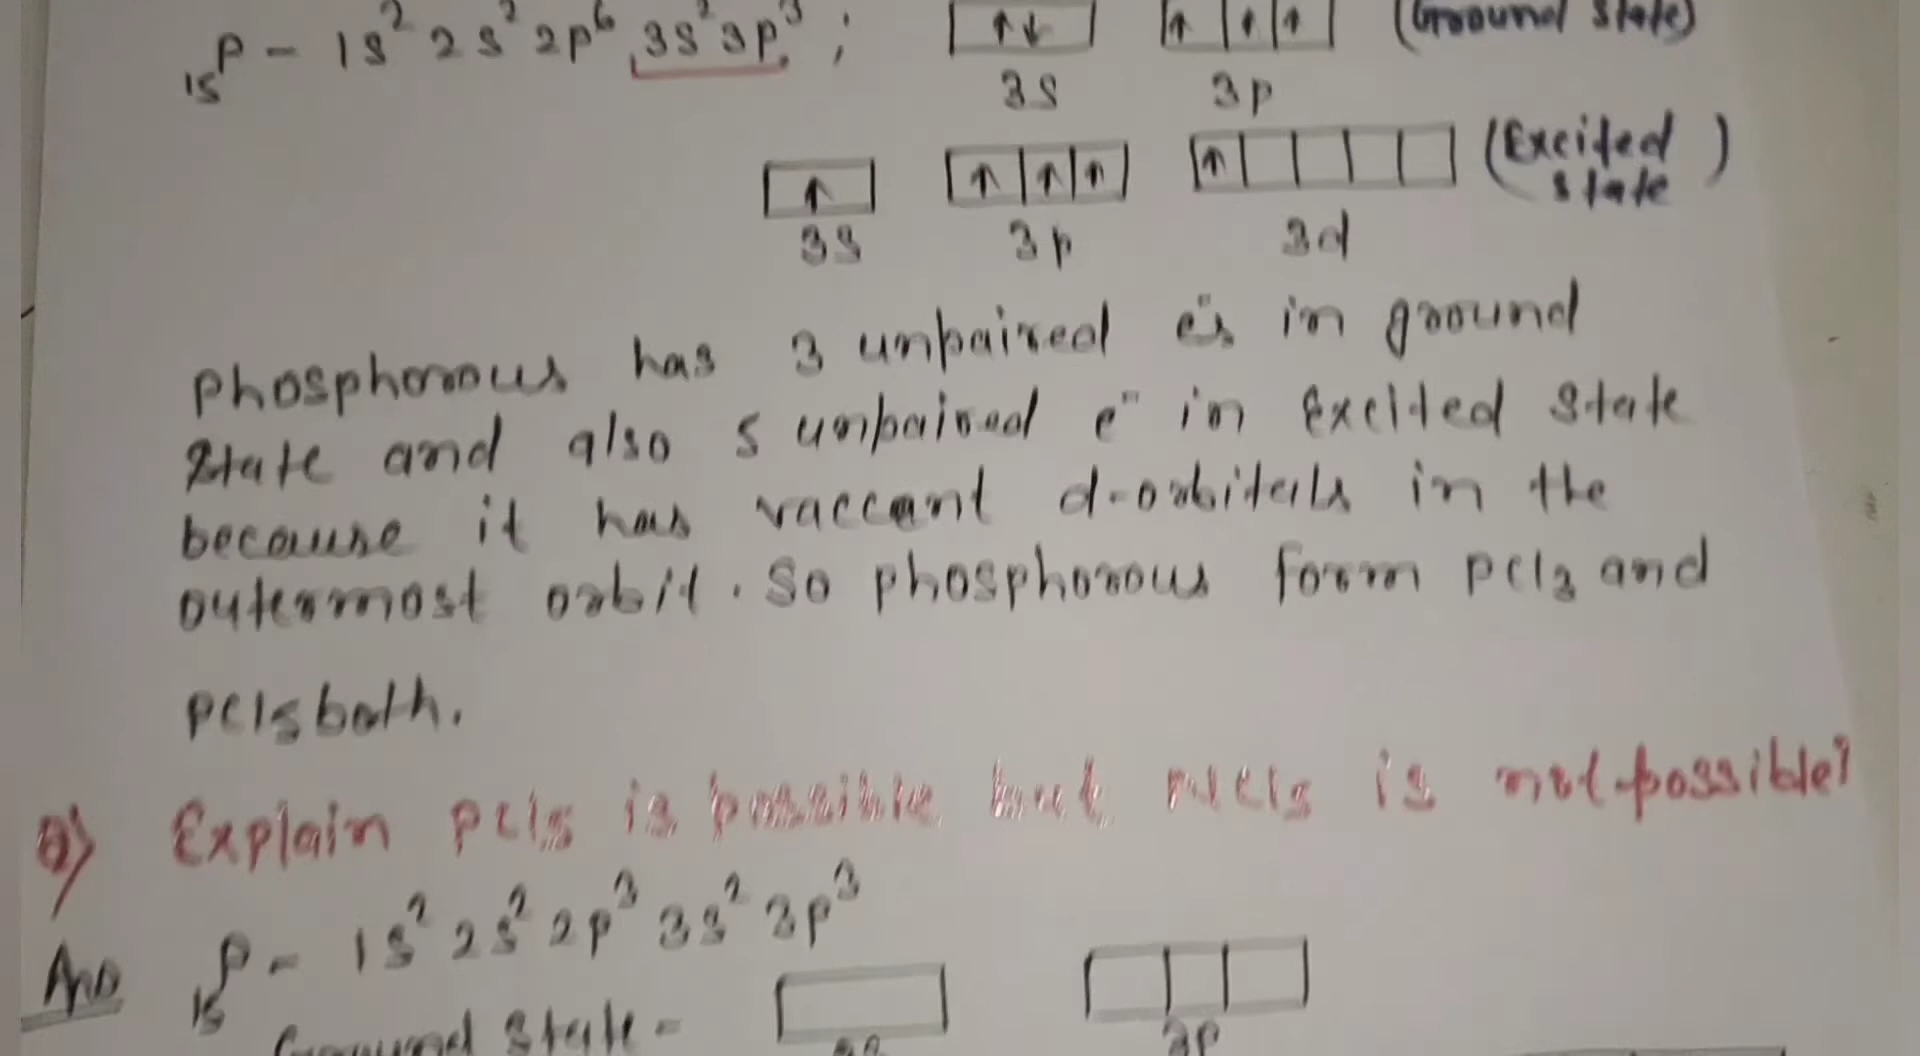 15P - 1s² 2s² 2p⁶ 3s² 3p³ ; ↑↓ ↑ ↑ ↑ (Ground state)
3s 3p
↑ ↑ ↑ ↑ ↑ (Excited state)
3s 3p 3d
phosphorous has 3 unpaired e's in ground
state and also 5 unpaired e⁻ in excited state
because it has vaccant d-orbitals in the
outermost orbit. So phosphorous form pcl3 and
pcl5 both.
Q) Explain pcl5 is possible but Ncl5 is not possible?
Ans 15P - 1s² 2s² 2p³ 3s² 3p³
Ground state -
3s 3p